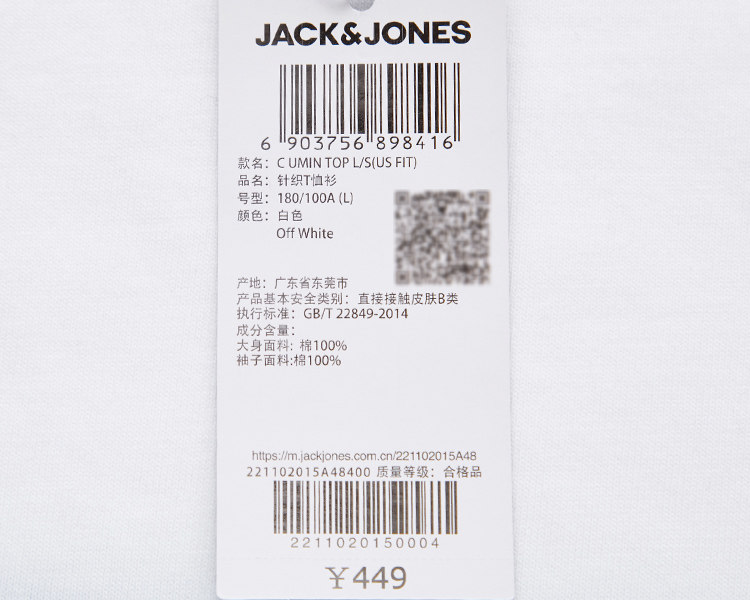 JACK&JONES
6 903756 898416
款名：C UMIN TOP L/S(US FIT)
品名：针织T恤衫
号型：180/100A (L)
颜色：白色
Off White
产地：广东省东莞市
产品基本安全类别：直接接触皮肤B类
执行标准：GB/T 22849-2014
成分含量：
大身面料: 棉100%
袖子面料:棉100%
https://m.jackjones.com.cn/221102015A48
221102015A48400 质量等级：合格品
2211020150004
￥449